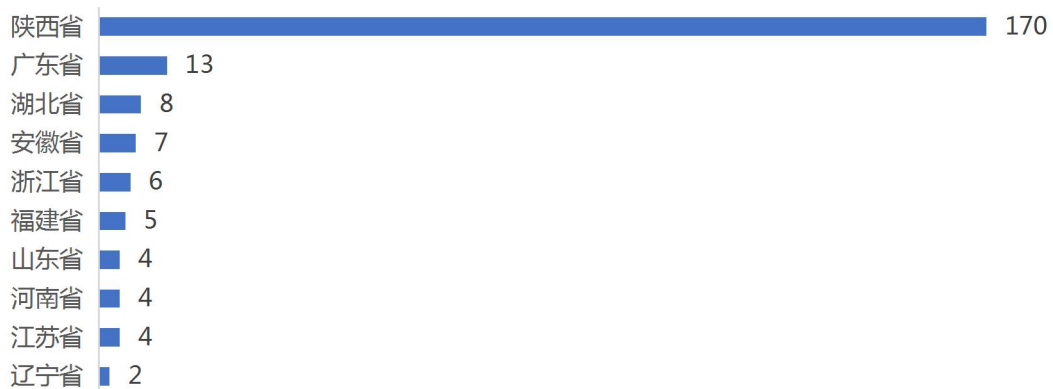 陕西省 170
广东省 13
湖北省 8
安徽省 7
浙江省 6
福建省 5
山东省 4
河南省 4
江苏省 4
辽宁省 2